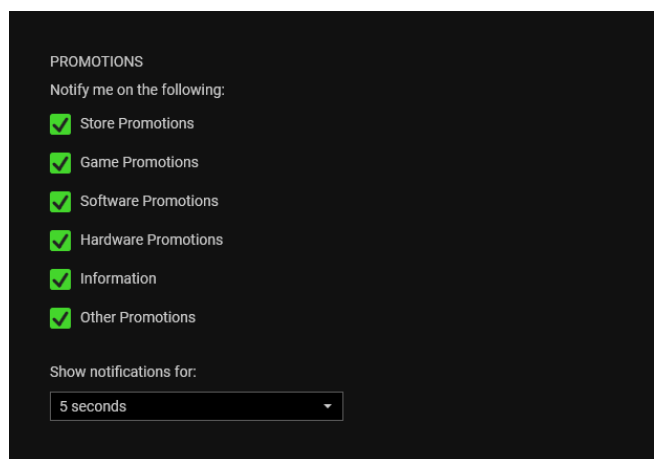 PROMOTIONS
Notify me on the following:
Store Promotions
Game Promotions
Software Promotions
Hardware Promotions
Information
Other Promotions
Show notifications for:
5 seconds